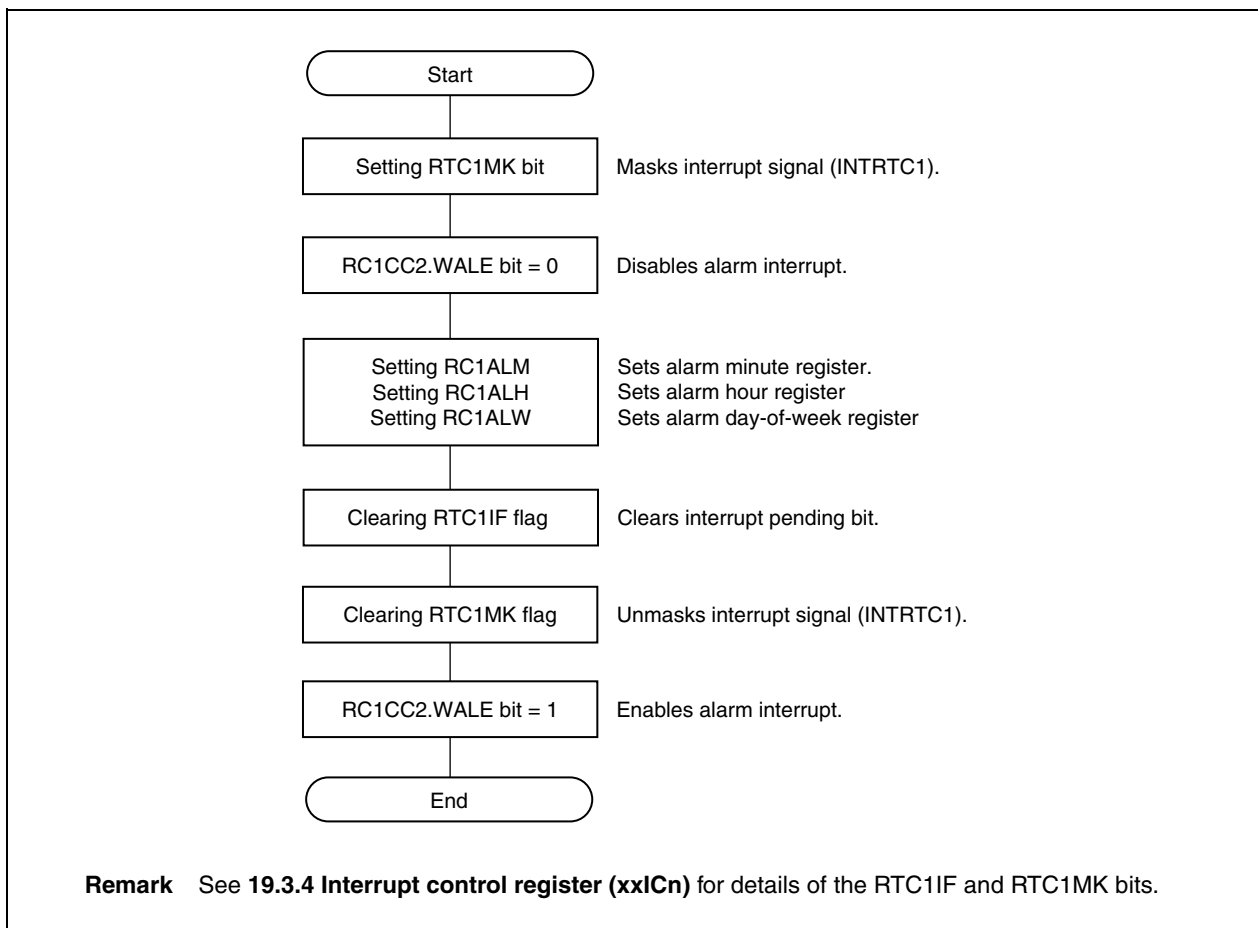 Start
Setting RTC1MK bit Masks interrupt signal (INTRTC1).
RC1CC2.WALE bit = 0 Disables alarm interrupt.
Setting RC1ALM Sets alarm minute register.
Setting RC1ALH Sets alarm hour register
Setting RC1ALW Sets alarm day-of-week register
Clearing RTC1IF flag Clears interrupt pending bit.
Clearing RTC1MK flag Unmasks interrupt signal (INTRTC1).
RC1CC2.WALE bit = 1 Enables alarm interrupt.
End
Remark See 19.3.4 Interrupt control register (xxICn) for details of the RTC1IF and RTC1MK bits.